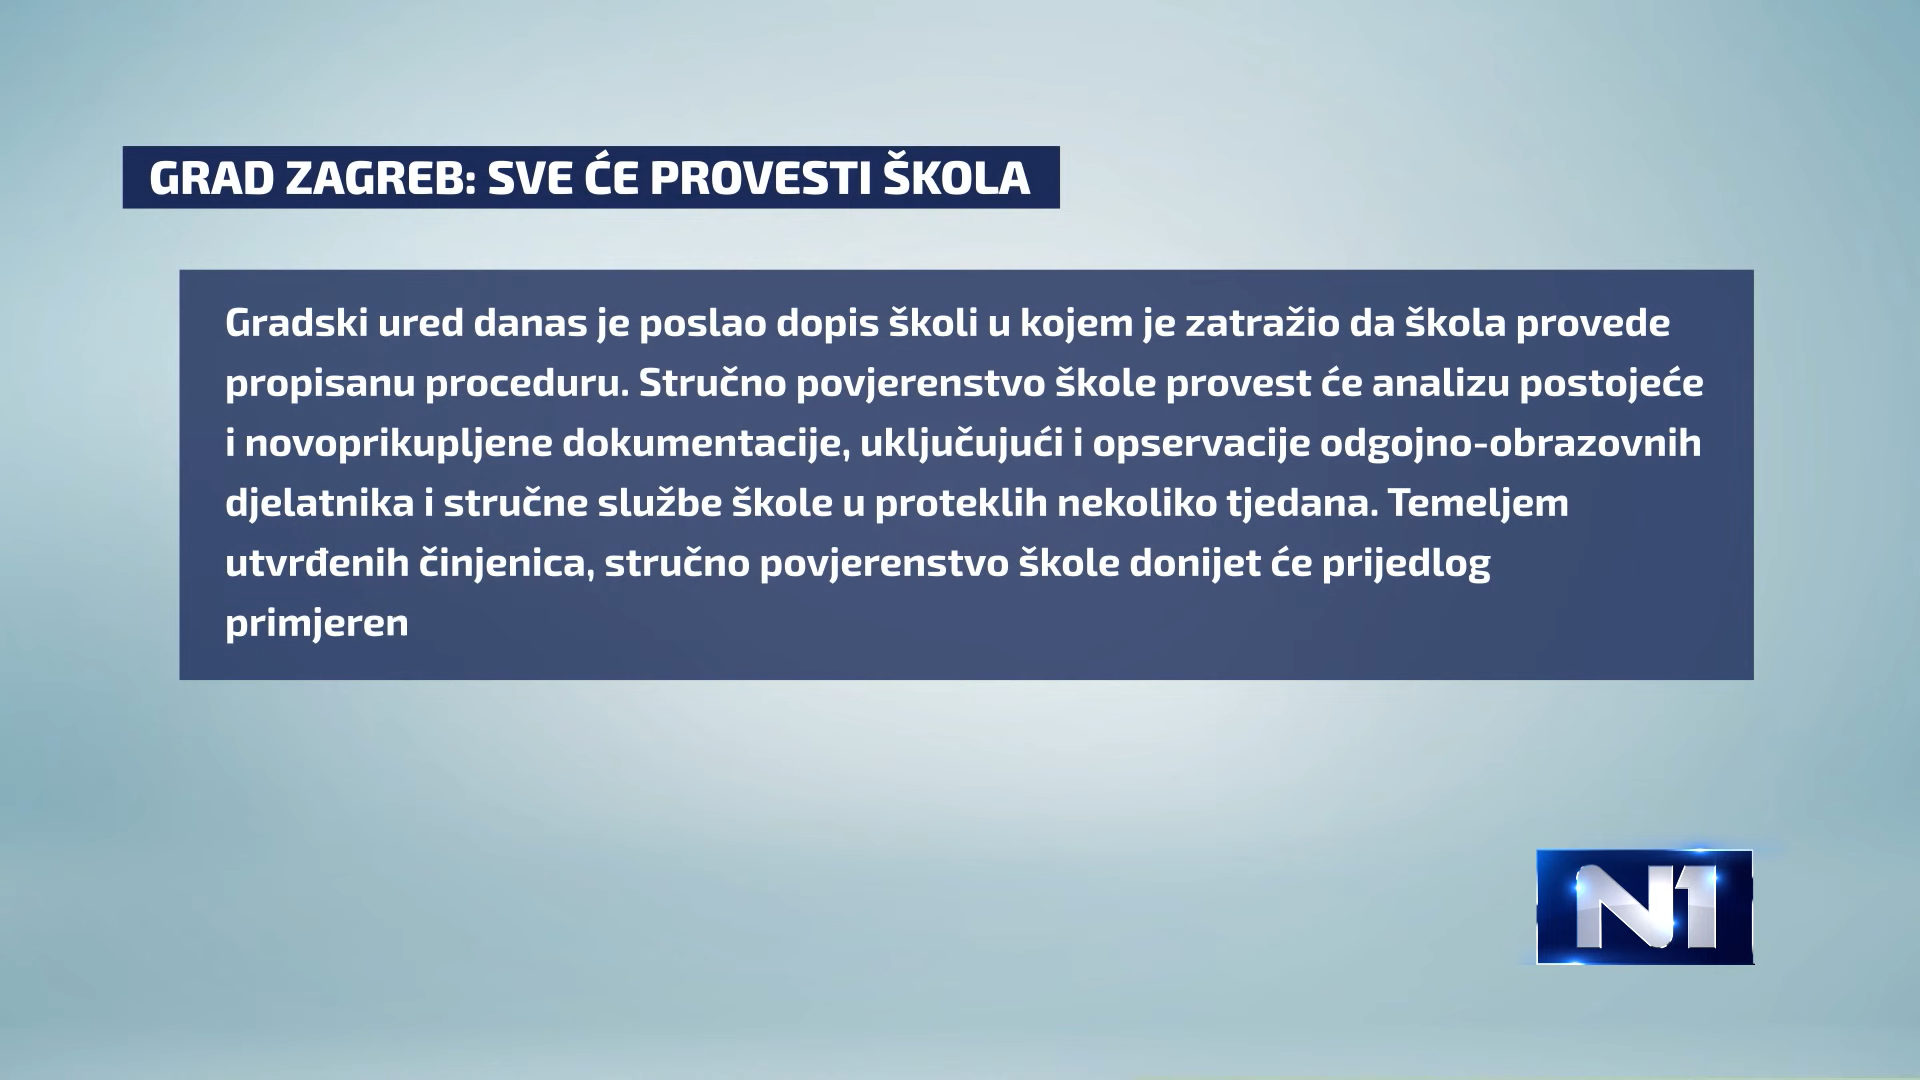 GRAD ZAGREB: SVE ĆE PROVESTI ŠKOLA
Gradski ured danas je poslao dopis školi u kojem je zatražio da škola provede
propisanu proceduru. Stručno povjerenstvo škole provest će analizu postojeće
i novoprikupljene dokumentacije, uključujući i opservacije odgojno-obrazovnih
djelatnika i stručne službe škole u proteklih nekoliko tjedana. Temeljem
utvrđenih činjenica, stručno povjerenstvo škole donijet će prijedlog
primjeren
N1